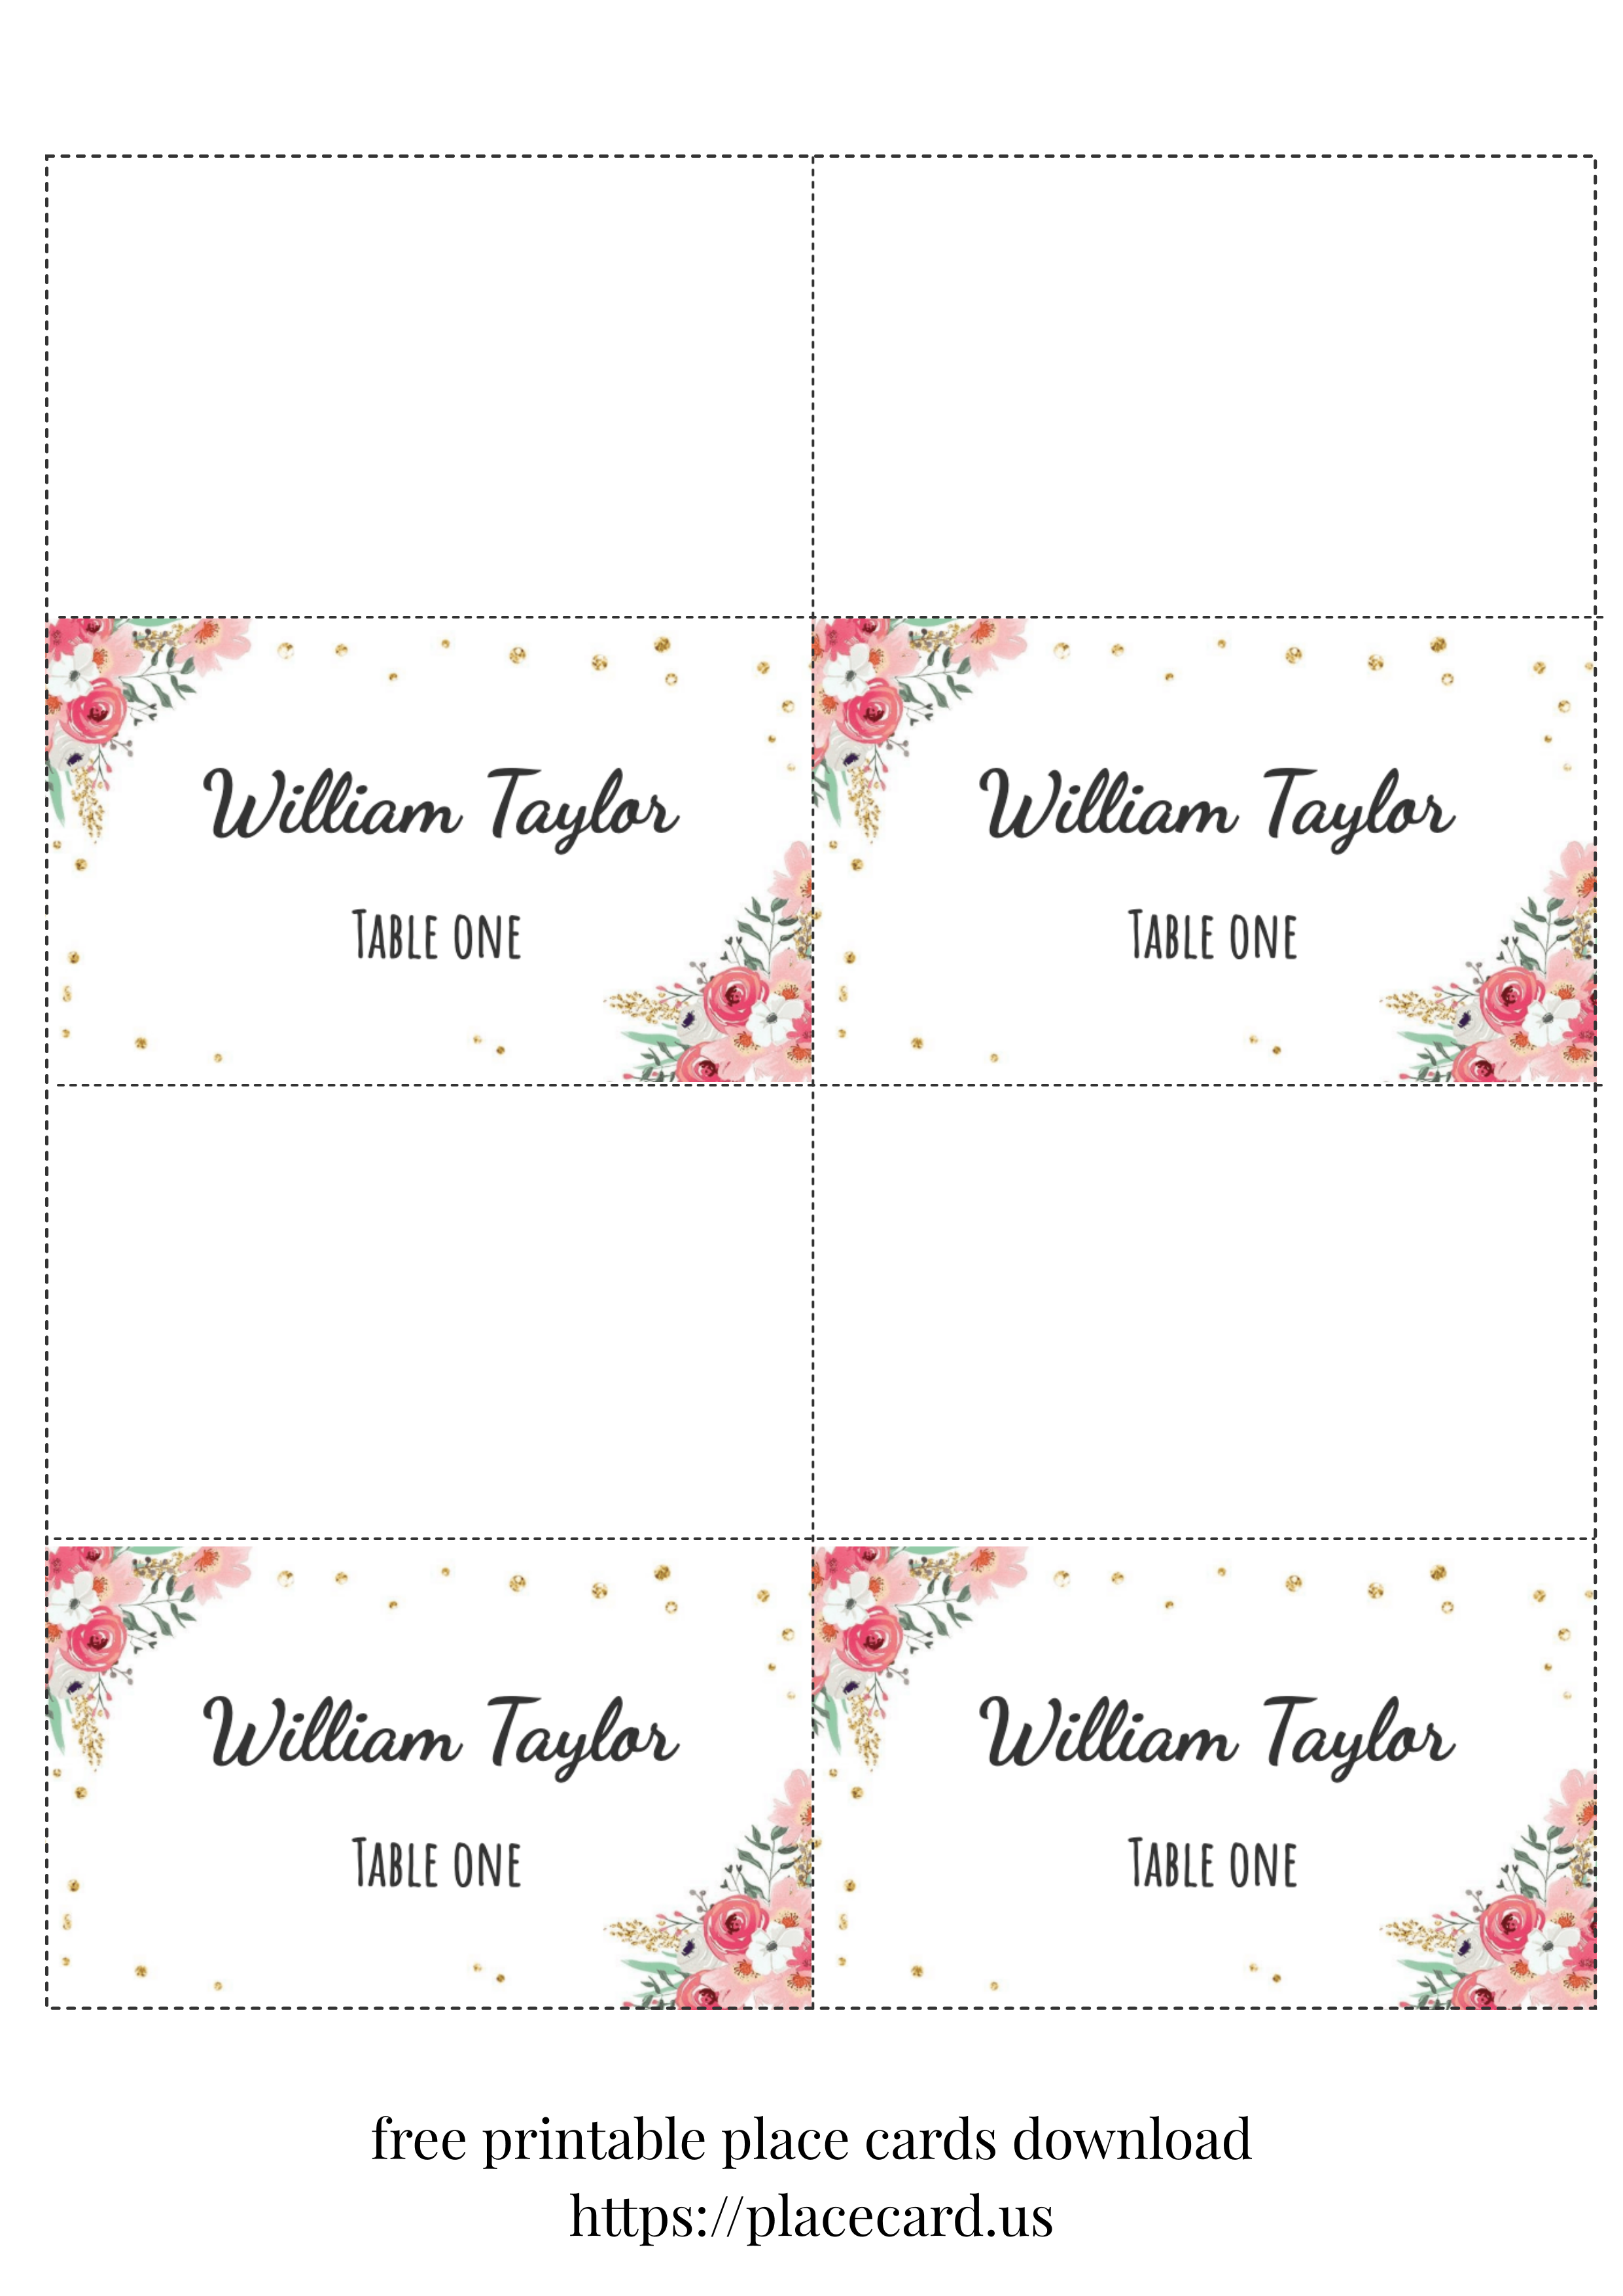 William Taylor William Taylor
Table one Table one
William Taylor William Taylor
Table one Table one
free printable place cards download
https://placecard.us